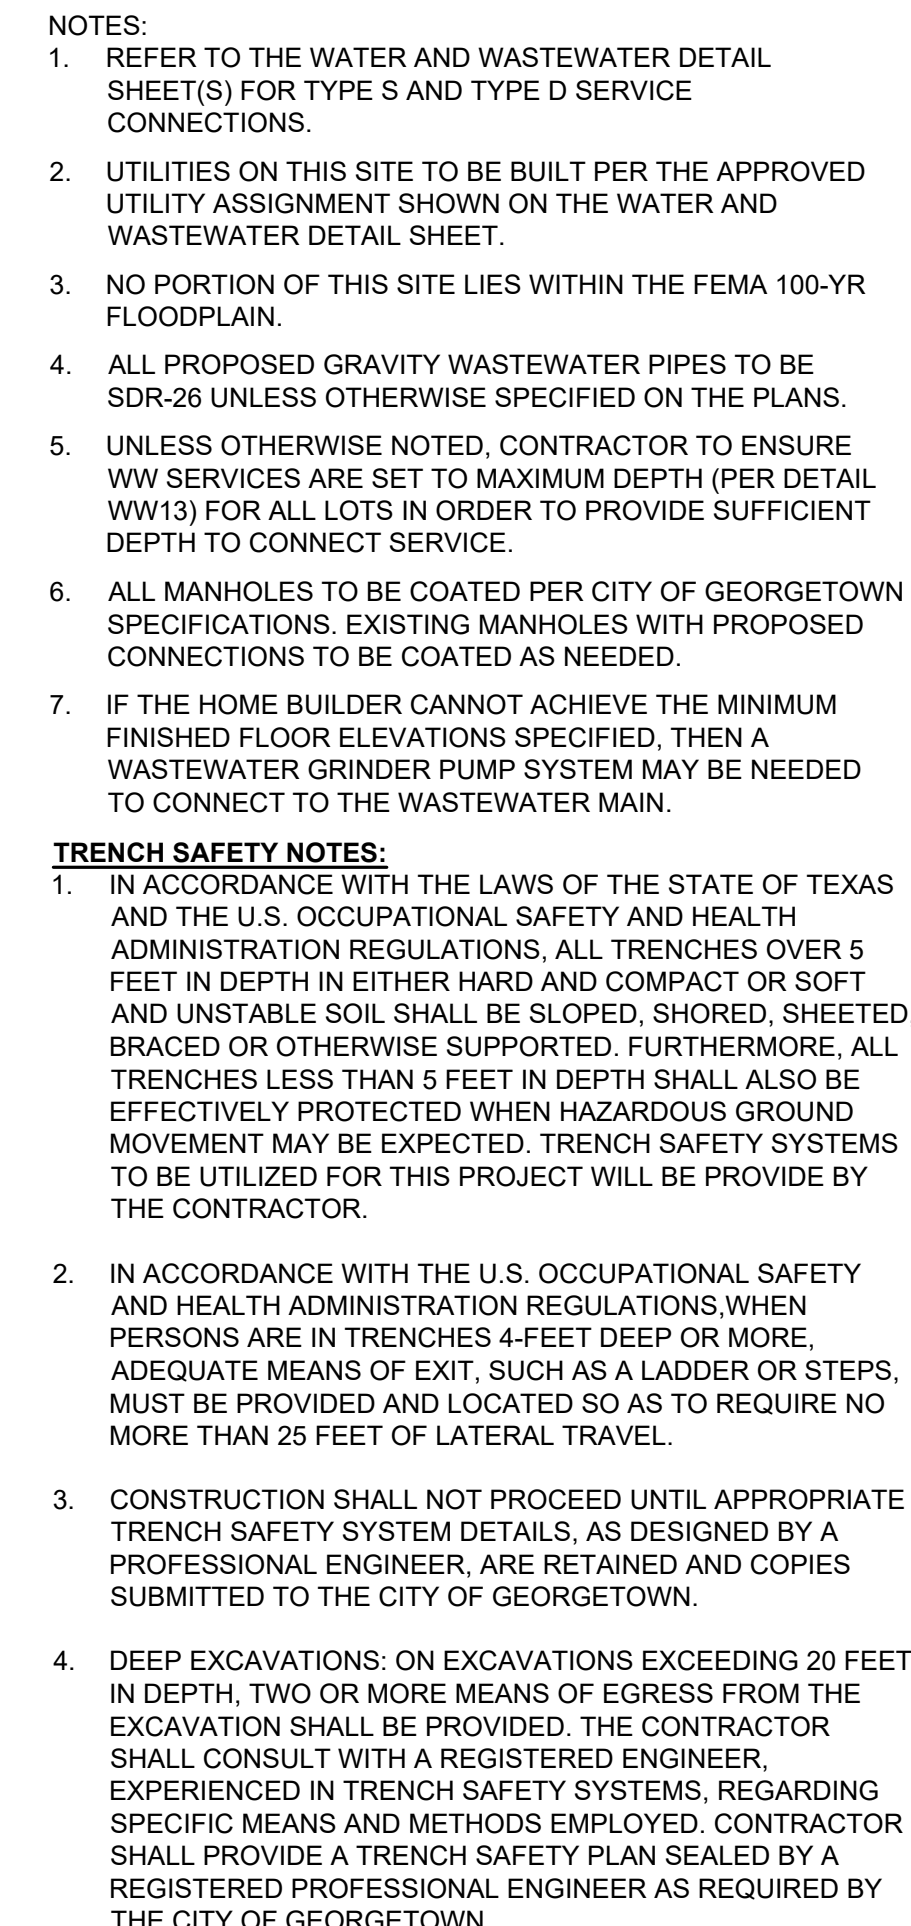 NOTES:
1. REFER TO THE WATER AND WASTEWATER DETAIL
SHEET(S) FOR TYPE S AND TYPE D SERVICE
CONNECTIONS.
2. UTILITIES ON THIS SITE TO BE BUILT PER THE APPROVED
UTILITY ASSIGNMENT SHOWN ON THE WATER AND
WASTEWATER DETAIL SHEET.
3. NO PORTION OF THIS SITE LIES WITHIN THE FEMA 100-YR
FLOODPLAIN.
4. ALL PROPOSED GRAVITY WASTEWATER PIPES TO BE
SDR-26 UNLESS OTHERWISE SPECIFIED ON THE PLANS.
5. UNLESS OTHERWISE NOTED, CONTRACTOR TO ENSURE
WW SERVICES ARE SET TO MAXIMUM DEPTH (PER DETAIL
WW13) FOR ALL LOTS IN ORDER TO PROVIDE SUFFICIENT
DEPTH TO CONNECT SERVICE.
6. ALL MANHOLES TO BE COATED PER CITY OF GEORGETOWN
SPECIFICATIONS. EXISTING MANHOLES WITH PROPOSED
CONNECTIONS TO BE COATED AS NEEDED.
7. IF THE HOME BUILDER CANNOT ACHIEVE THE MINIMUM
FINISHED FLOOR ELEVATIONS SPECIFIED, THEN A
WASTEWATER GRINDER PUMP SYSTEM MAY BE NEEDED
TO CONNECT TO THE WASTEWATER MAIN.
TRENCH SAFETY NOTES:
1. IN ACCORDANCE WITH THE LAWS OF THE STATE OF TEXAS
AND THE U.S. OCCUPATIONAL SAFETY AND HEALTH
ADMINISTRATION REGULATIONS, ALL TRENCHES OVER 5
FEET IN DEPTH IN EITHER HARD AND COMPACT OR SOFT
AND UNSTABLE SOIL SHALL BE SLOPED, SHORED, SHEETED
BRACED OR OTHERWISE SUPPORTED. FURTHERMORE, ALL
TRENCHES LESS THAN 5 FEET IN DEPTH SHALL ALSO BE
EFFECTIVELY PROTECTED WHEN HAZARDOUS GROUND
MOVEMENT MAY BE EXPECTED. TRENCH SAFETY SYSTEMS
TO BE UTILIZED FOR THIS PROJECT WILL BE PROVIDE BY
THE CONTRACTOR.
2. IN ACCORDANCE WITH THE U.S. OCCUPATIONAL SAFETY
AND HEALTH ADMINISTRATION REGULATIONS,WHEN
PERSONS ARE IN TRENCHES 4-FEET DEEP OR MORE,
ADEQUATE MEANS OF EXIT, SUCH AS A LADDER OR STEPS,
MUST BE PROVIDED AND LOCATED SO AS TO REQUIRE NO
MORE THAN 25 FEET OF LATERAL TRAVEL.
3. CONSTRUCTION SHALL NOT PROCEED UNTIL APPROPRIATE
TRENCH SAFETY SYSTEM DETAILS, AS DESIGNED BY A
PROFESSIONAL ENGINEER, ARE RETAINED AND COPIES
SUBMITTED TO THE CITY OF GEORGETOWN.
4. DEEP EXCAVATIONS: ON EXCAVATIONS EXCEEDING 20 FEET
IN DEPTH, TWO OR MORE MEANS OF EGRESS FROM THE
EXCAVATION SHALL BE PROVIDED. THE CONTRACTOR
SHALL CONSULT WITH A REGISTERED ENGINEER,
EXPERIENCED IN TRENCH SAFETY SYSTEMS, REGARDING
SPECIFIC MEANS AND METHODS EMPLOYED. CONTRACTOR
SHALL PROVIDE A TRENCH SAFETY PLAN SEALED BY A
REGISTERED PROFESSIONAL ENGINEER AS REQUIRED BY
THE CITY OF GEORGETOWN